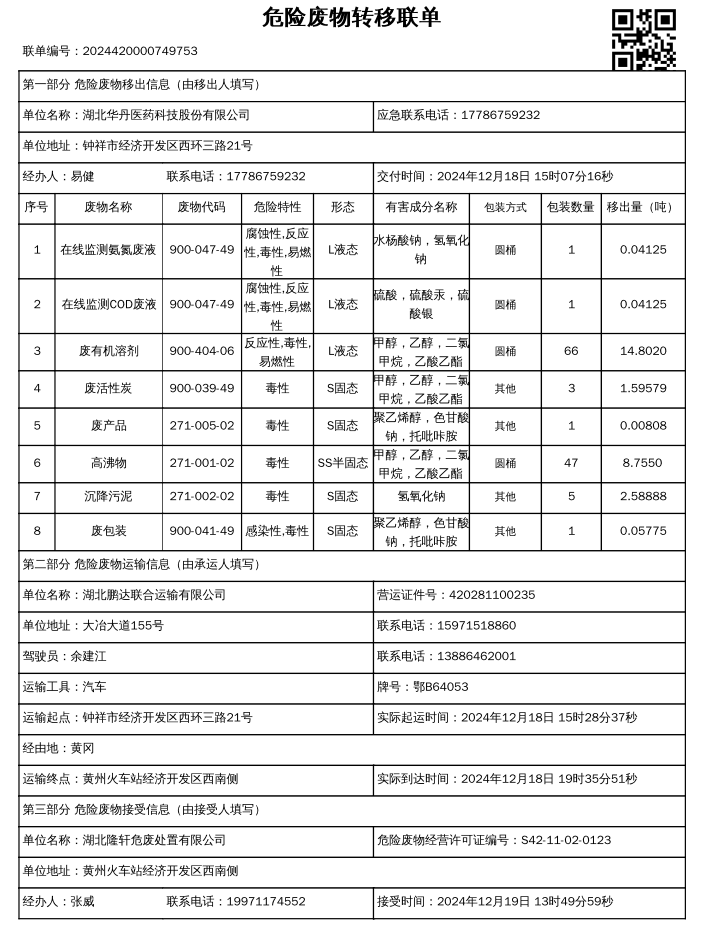 危险废物转移联单
联单编号：2024420000749753
第一部分 危险废物移出信息（由移出人填写）
单位名称：湖北华丹医药科技股份有限公司 应急联系电话：17786759232
单位地址：钟祥市经济开发区西环三路21号
经办人：易健 联系电话：17786759232 交付时间：2024年12月18日 15时07分16秒
序号 废物名称 废物代码 危险特性 形态 有害成分名称 包装方式 包装数量 移出量（吨）
1 在线监测氨氮废液 900-047-49 腐蚀性,反应性,毒性,易燃性 L液态 水杨酸钠，氢氧化钠 圆桶 1 0.04125
2 在线监测COD废液 900-047-49 腐蚀性,反应性,毒性,易燃性 L液态 硫酸，硫酸汞，硫酸银 圆桶 1 0.04125
3 废有机溶剂 900-404-06 反应性,毒性,易燃性 L液态 甲醇，乙醇，二氯甲烷，乙酸乙酯 圆桶 66 14.8020
4 废活性炭 900-039-49 毒性 S固态 甲醇，乙醇，二氯甲烷，乙酸乙酯 其他 3 1.59579
5 废产品 271-005-02 毒性 S固态 聚乙烯醇，色甘酸钠，托吡咔胺 其他 1 0.00808
6 高沸物 271-001-02 毒性 SS半固态 甲醇，乙醇，二氯甲烷，乙酸乙酯 圆桶 47 8.7550
7 沉降污泥 271-002-02 毒性 S固态 氢氧化钠 其他 5 2.58888
8 废包装 900-041-49 感染性,毒性 S固态 聚乙烯醇，色甘酸钠，托吡咔胺 其他 1 0.05775
第二部分 危险废物运输信息（由承运人填写）
单位名称：湖北鹏达联合运输有限公司 营运证件号：420281100235
单位地址：大冶大道155号 联系电话：15971518860
驾驶员：余建江 联系电话：13886462001
运输工具：汽车 牌号：鄂B64053
运输起点：钟祥市经济开发区西环三路21号 实际起运时间：2024年12月18日 15时28分37秒
经由地：黄冈
运输终点：黄州火车站经济开发区西南侧 实际到达时间：2024年12月18日 19时35分51秒
第三部分 危险废物接受信息（由接受人填写）
单位名称：湖北隆轩危废处置有限公司 危险废物经营许可证编号：S42-11-02-0123
单位地址：黄州火车站经济开发区西南侧
经办人：张威 联系电话：19971174552 接受时间：2024年12月19日 13时49分59秒